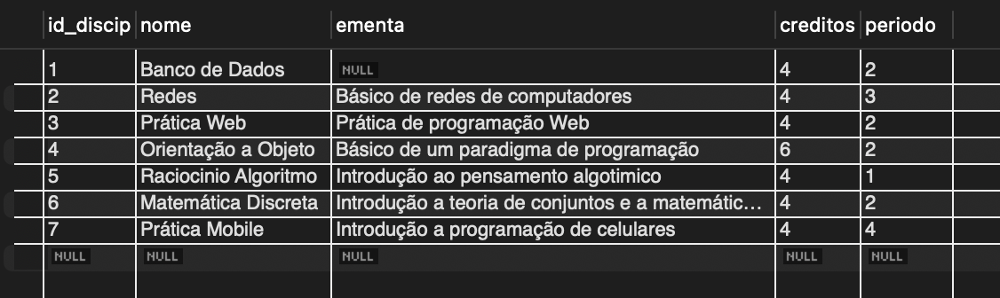 id_discip nome ementa creditos periodo
1 Banco de Dados NULL 4 2
2 Redes Básico de redes de computadores 4 3
3 Prática Web Prática de programação Web 4 2
4 Orientação a Objeto Básico de um paradigma de programação 6 2
5 Raciocinio Algoritmo Introdução ao pensamento algotimico 4 1
6 Matemática Discreta Introdução a teoria de conjuntos e a matemátic... 4 2
7 Prática Mobile Introdução a programação de celulares 4 4
NULL NULL NULL NULL NULL